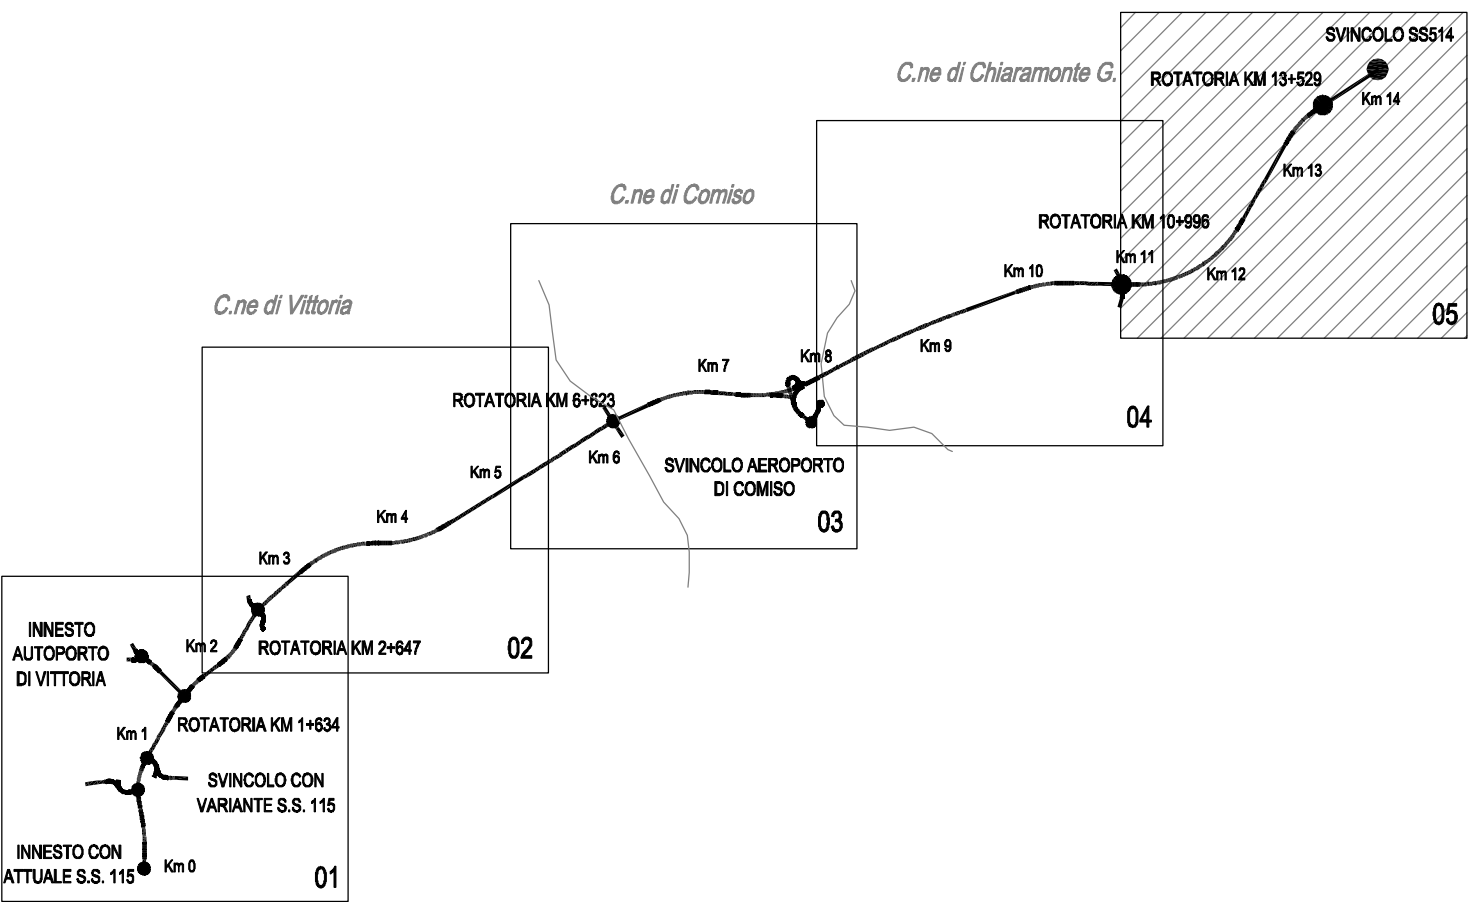 SVINCOLO SS514
C.ne di Chiaramonte G.
ROTATORIA KM 13+529
Km 14
Km 13
C.ne di Comiso
ROTATORIA KM 10+996
Km 11
Km 10
Km 12
C.ne di Vittoria
05
Km 9
Km 8
Km 7
ROTATORIA KM 6+623
04
Km 6
SVINCOLO AEROPORTO
DI COMISO
Km 5
Km 4
03
Km 3
INNESTO
AUTOPORTO
DI VITTORIA
Km 2
ROTATORIA KM 2+647
02
ROTATORIA KM 1+634
Km 1
SVINCOLO CON
VARIANTE S.S. 115
INNESTO CON
ATTUALE S.S. 115
Km 0
01